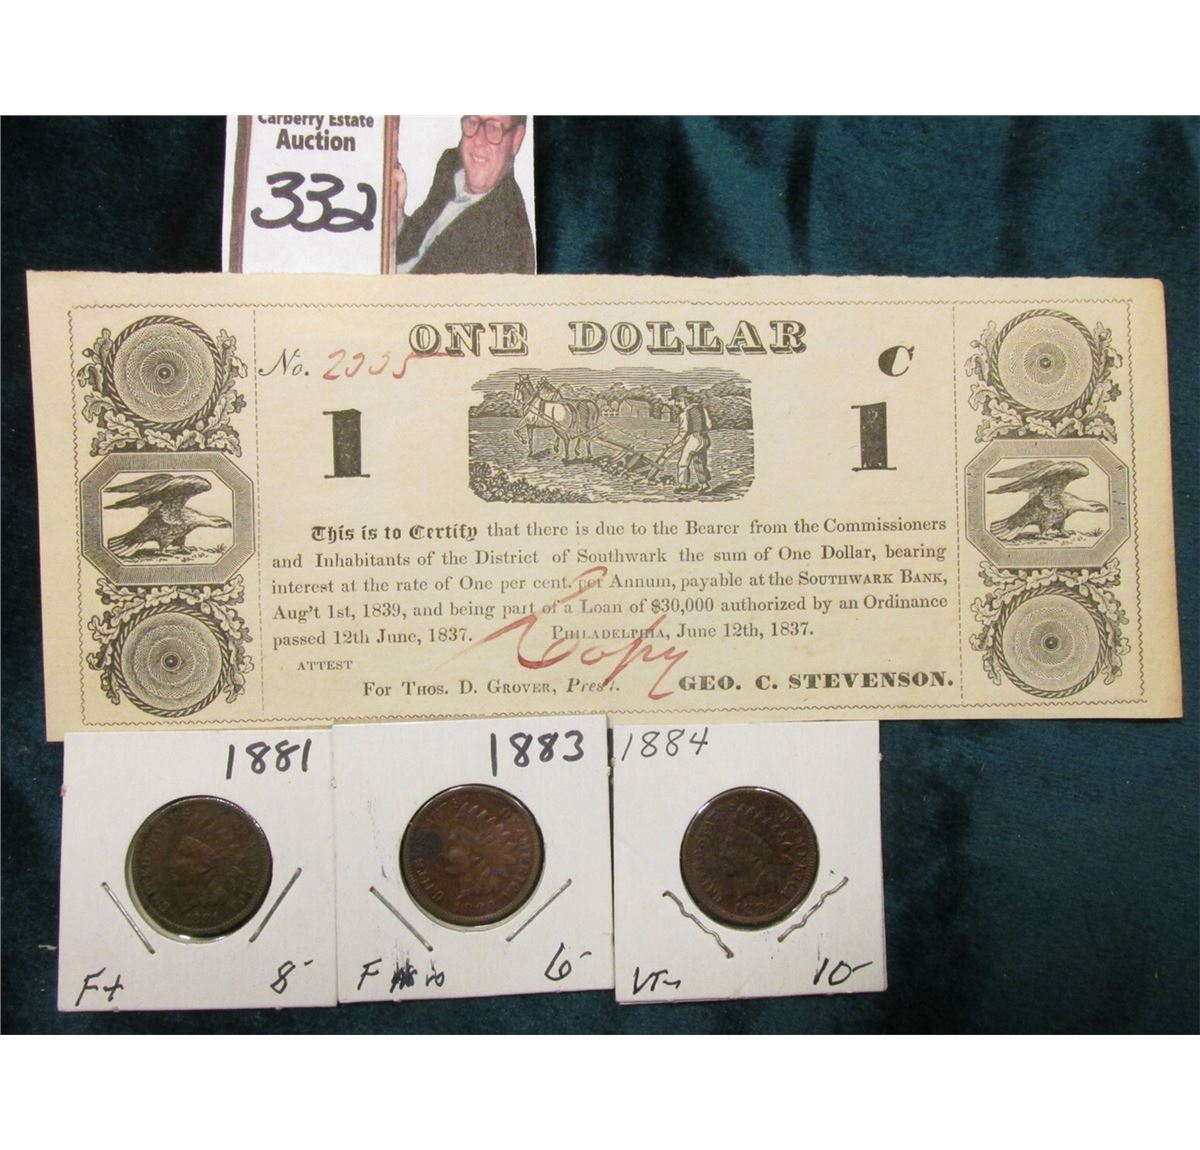 Carberry Estate
Auction
332
ONE DOLLAR
No. 2005
C
1
1
This is to Certify that there is due to the Bearer from the Commissioners
and Inhabitants of the District of Southwark the sum of One Dollar, bearing
interest at the rate of One per cent. per Annum, payable at the SOUTHWARK BANK,
Aug't 1st, 1839, and being part of a Loan of $30,000 authorized by an Ordinance
passed 12th June, 1837. PHILADELPHIA, June 12th, 1837.
Copy
ATTEST
For THOS. D. GROVER, Pres't. GEO. C. STEVENSON.
1881
1883
1884
1881
F+ 8-
F 6-
10-